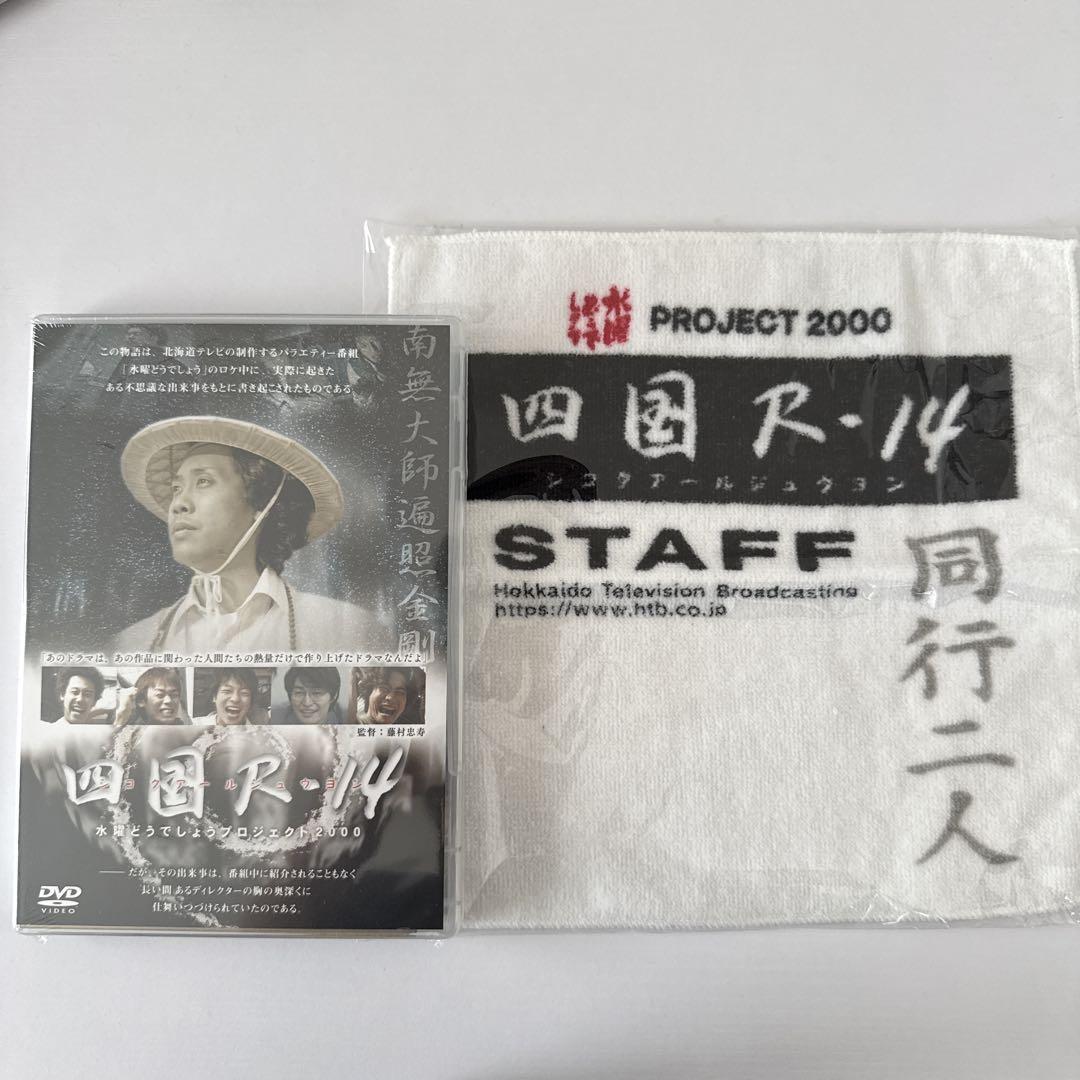 この物語は、北海道テレビの制作するバラエティー番組
「水曜どうでしょう」のロケ中に、実際に起きた
ある不思議な出来事をもとに書き起こされたものである。
南無大師遍照金剛
「あのドラマは、あの作品に関わった人間たちの熱量だけで作り上げたドラマなんだよ」
監督：藤村忠寿
四国R-14
シコクアールジュウヨン
水曜どうでしょうプロジェクト2000
――だが、その出来事は、番組中に紹介されることもなく
長い間 あるディレクターの胸の奥深くに
仕舞いつづけられていたのである。
DVD
VIDEO
水曜どうでしょう
PROJECT 2000
四国R-14
シコクアールジュウヨン
STAFF
Hokkaido Television Broadcasting
https://www.htb.co.jp
同行二人